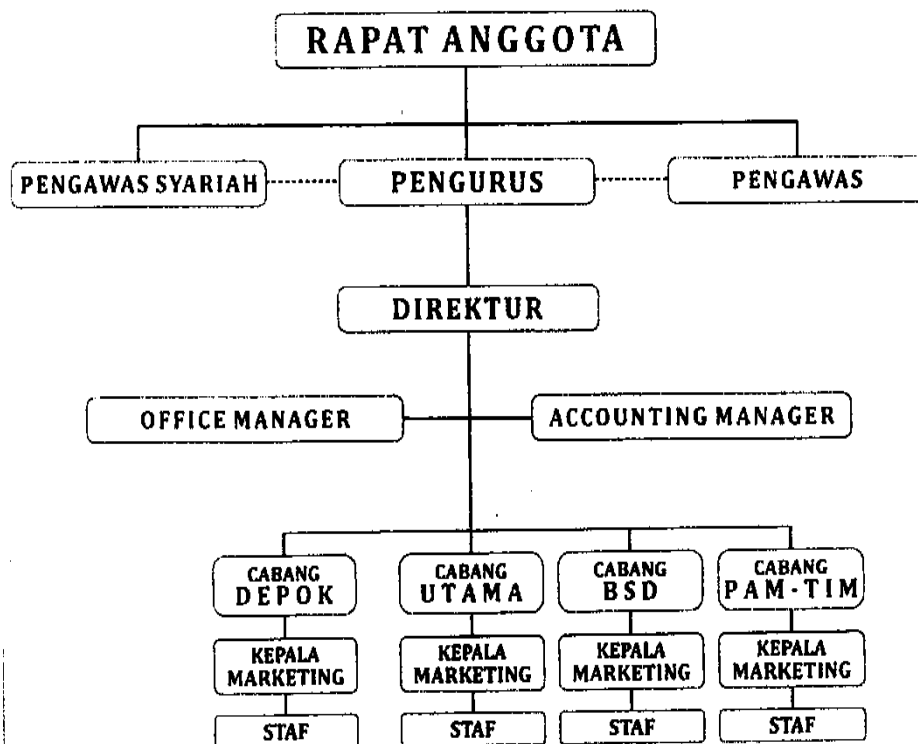 RAPAT ANGGOTA
PENGAWAS SYARIAH
PENGURUS
PENGAWAS
DIREKTUR
OFFICE MANAGER
ACCOUNTING MANAGER
CABANG
DEPOK
CABANG
UTAMA
CABANG
BSD
CABANG
PAM-TIM
KEPALA
MARKETING
KEPALA
MARKETING
KEPALA
MARKETING
KEPALA
MARKETING
STAF
STAF
STAF
STAF